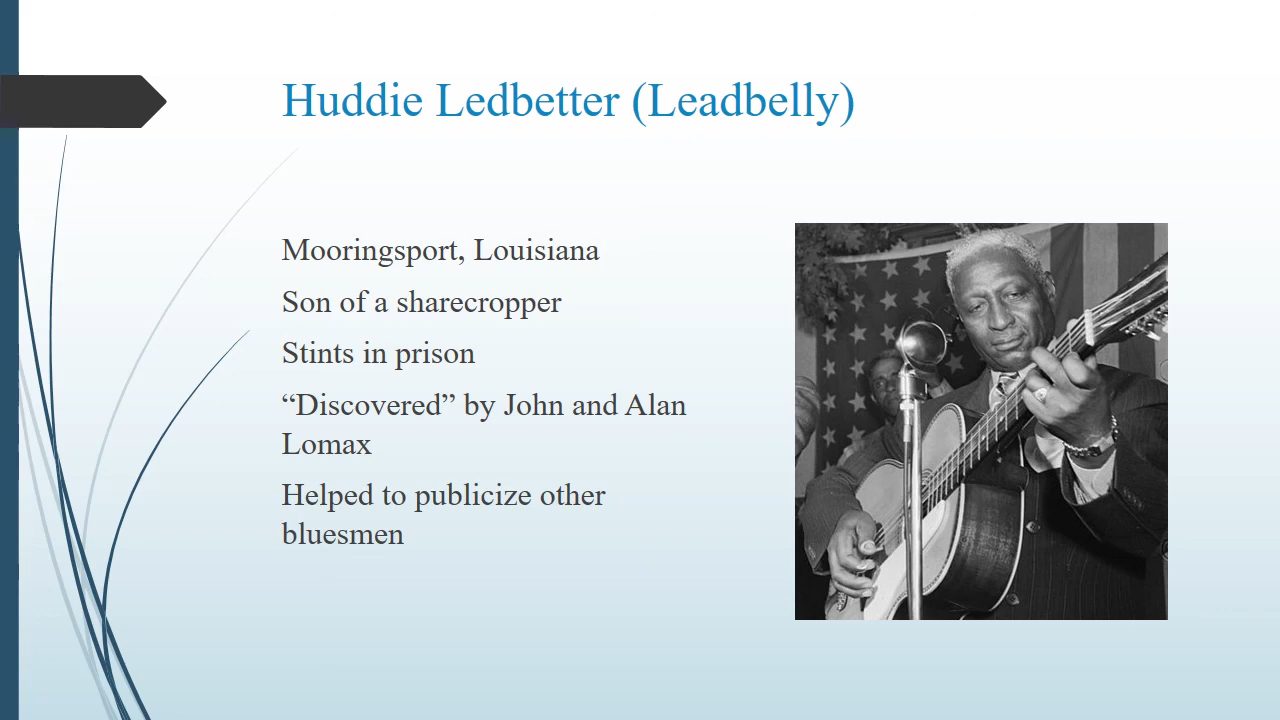 Huddie Ledbetter (Leadbelly)
Mooringsport, Louisiana
Son of a sharecropper
Stints in prison
“Discovered” by John and Alan
Lomax
Helped to publicize other
bluesmen